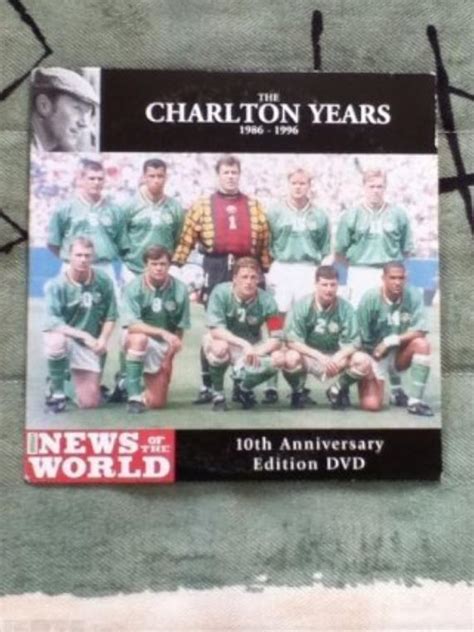 THE
CHARLTON YEARS
1986 - 1996
NEWS OF THE
WORLD
10th Anniversary
Edition DVD